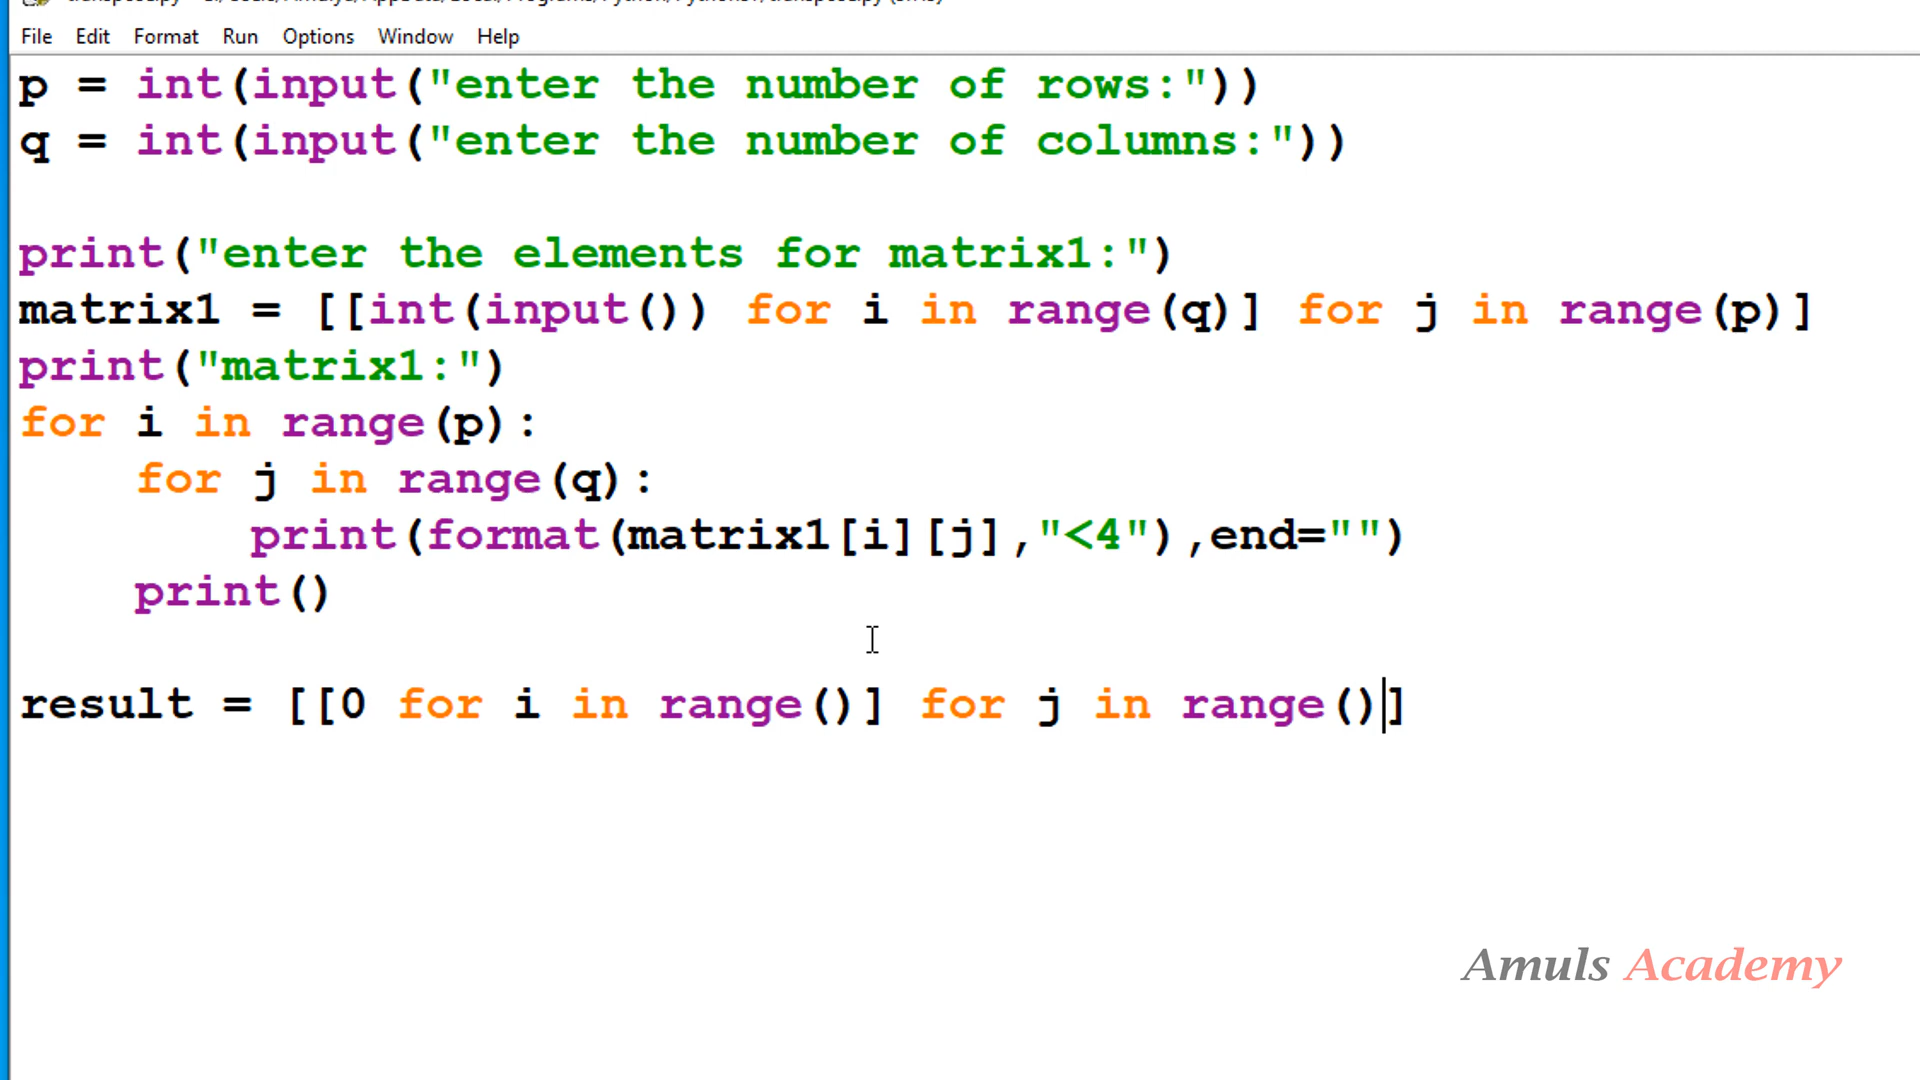 File Edit Format Run Options Window Help
p = int(input("enter the number of rows:"))
q = int(input("enter the number of columns:"))
print("enter the elements for matrix1:")
matrix1 = [[int(input()) for i in range(q)] for j in range(p)]
print("matrix1:")
for i in range(p):
    for j in range(q):
        print(format(matrix1[i][j],"<4"),end="")
    print()
result = [[0 for i in range()] for j in range()]
Amuls Academy